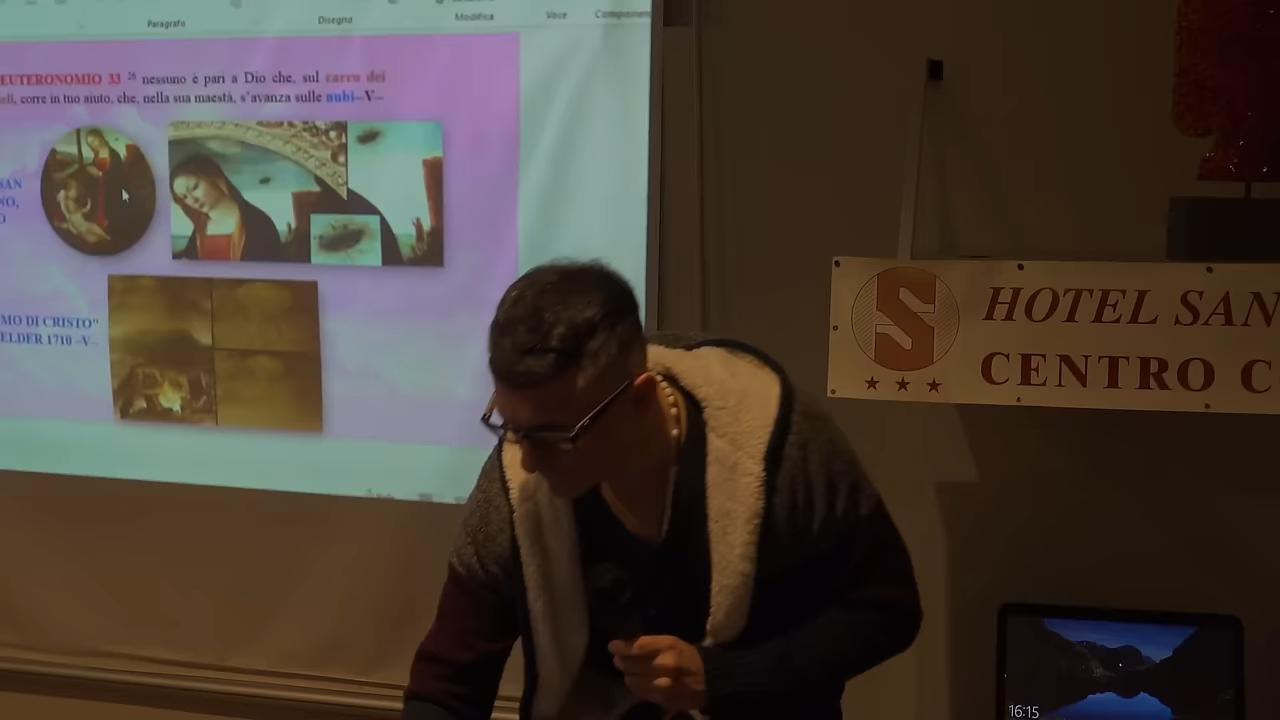 Paragrafo
Disegno
Modifica
Voce
Componen
EUTERONOMIO 33 26 nessuno è pari a Dio che, sul carro dei
eli, corre in tuo aiuto, che, nella sua maestà, s'avanza sulle nubi–V–
SAN
NO,
O
MO DI CRISTO"
ELDER 1710 –V–
HOTEL SAN
CENTRO C
16:15